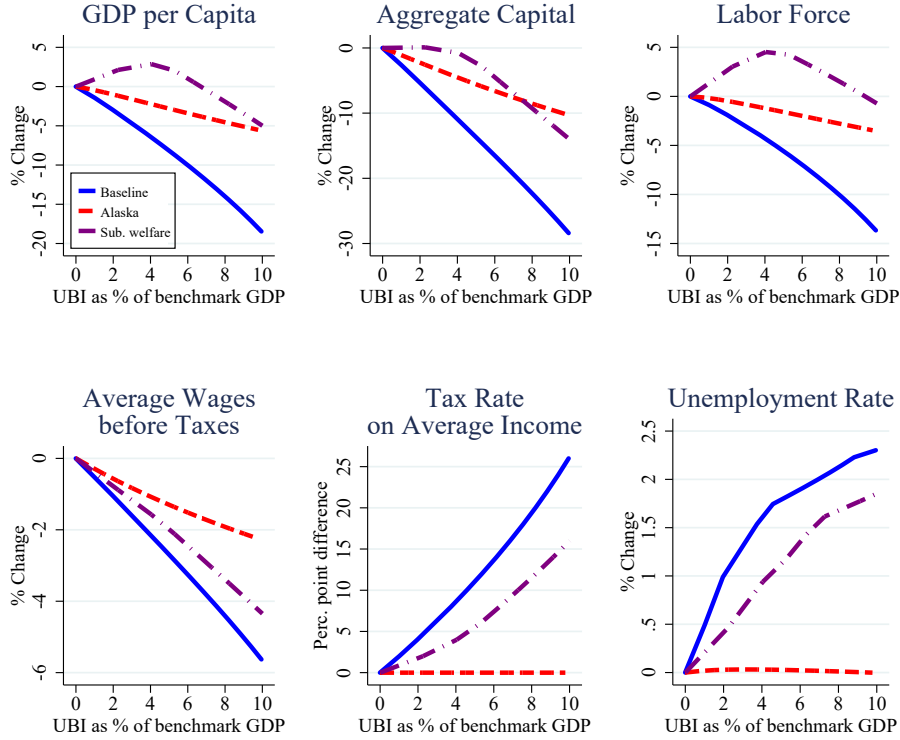 GDP per Capita
% Change
5
0
-5
-10
-15
-20
Baseline
Alaska
Sub. welfare
0 2 4 6 8 10
UBI as % of benchmark GDP
Aggregate Capital
% Change
0
-10
-20
-30
0 2 4 6 8 10
UBI as % of benchmark GDP
Labor Force
% Change
5
0
-5
-10
-15
0 2 4 6 8 10
UBI as % of benchmark GDP
Average Wages
before Taxes
% Change
0
-2
-4
-6
0 2 4 6 8 10
UBI as % of benchmark GDP
Tax Rate
on Average Income
Perc. point difference
25
20
15
10
5
0
0 2 4 6 8 10
UBI as % of benchmark GDP
Unemployment Rate
% Change
2.5
2
1.5
1
.5
0
0 2 4 6 8 10
UBI as % of benchmark GDP